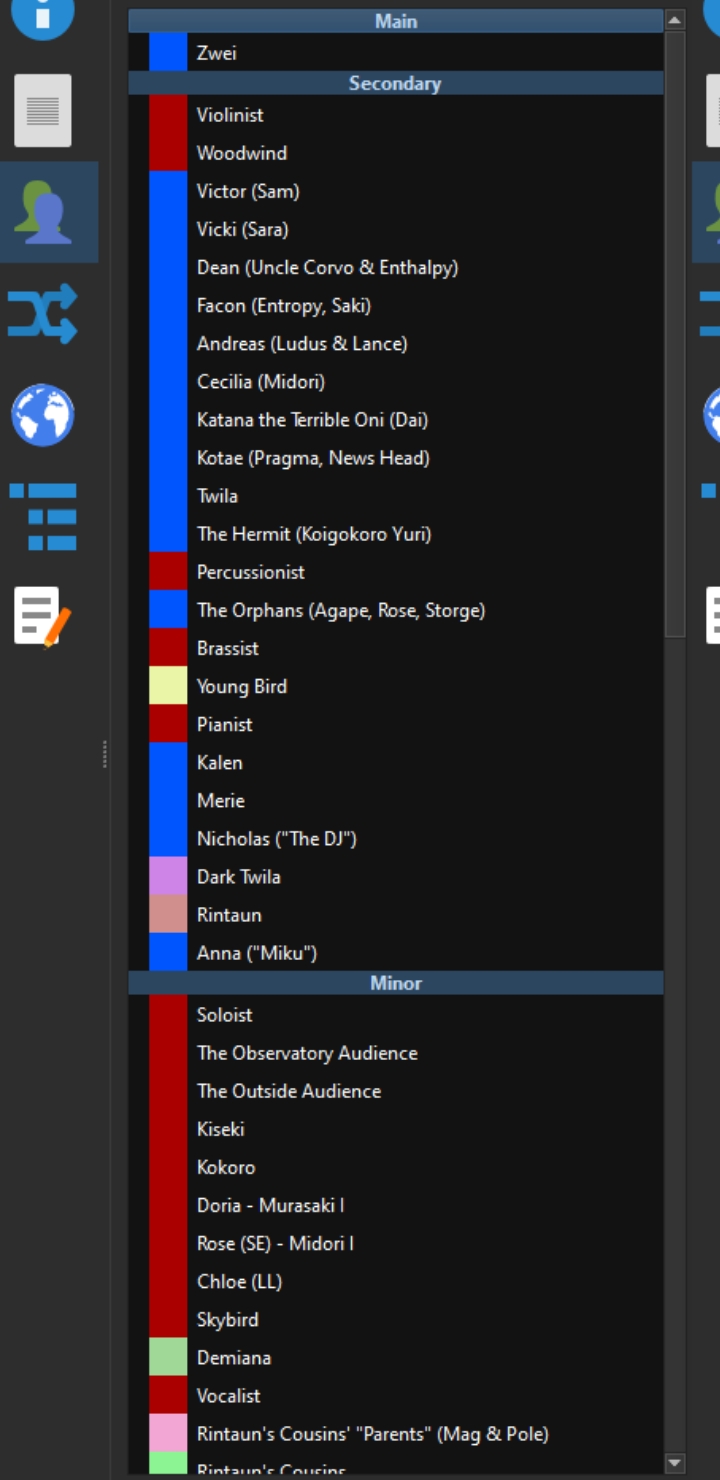 Main
Zwei
Secondary
Violinist
Woodwind
Victor (Sam)
Vicki (Sara)
Dean (Uncle Corvo & Enthalpy)
Facon (Entropy, Saki)
Andreas (Ludus & Lance)
Cecilia (Midori)
Katana the Terrible Oni (Dai)
Kotae (Pragma, News Head)
Twila
The Hermit (Koigokoro Yuri)
Percussionist
The Orphans (Agape, Rose, Storge)
Brassist
Young Bird
Pianist
Kalen
Merie
Nicholas ("The DJ")
Dark Twila
Rintaun
Anna ("Miku")
Minor
Soloist
The Observatory Audience
The Outside Audience
Kiseki
Kokoro
Doria - Murasaki I
Rose (SE) - Midori I
Chloe (LL)
Skybird
Demiana
Vocalist
Rintaun's Cousins' "Parents" (Mag & Pole)
Rintaun's Cousins